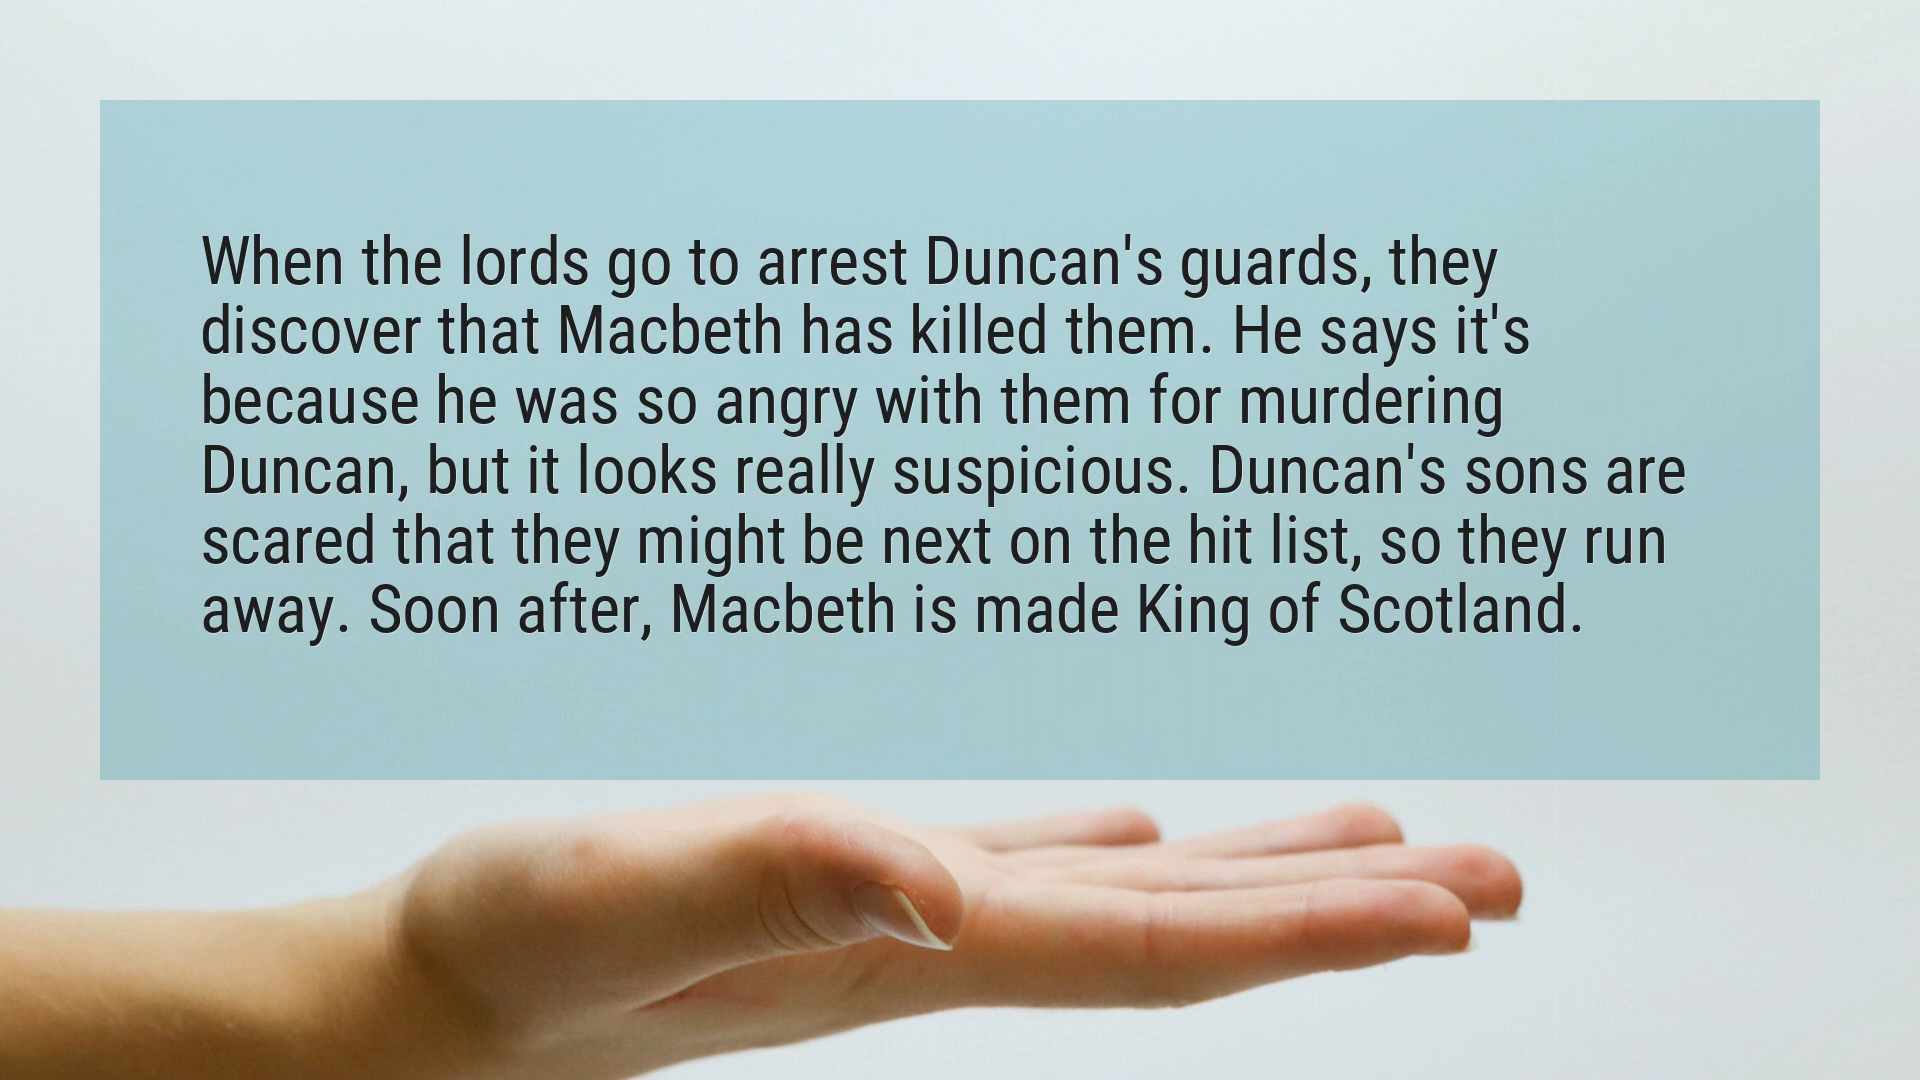 When the lords go to arrest Duncan's guards, they
discover that Macbeth has killed them. He says it's
because he was so angry with them for murdering
Duncan, but it looks really suspicious. Duncan's sons are
scared that they might be next on the hit list, so they run
away. Soon after, Macbeth is made King of Scotland.